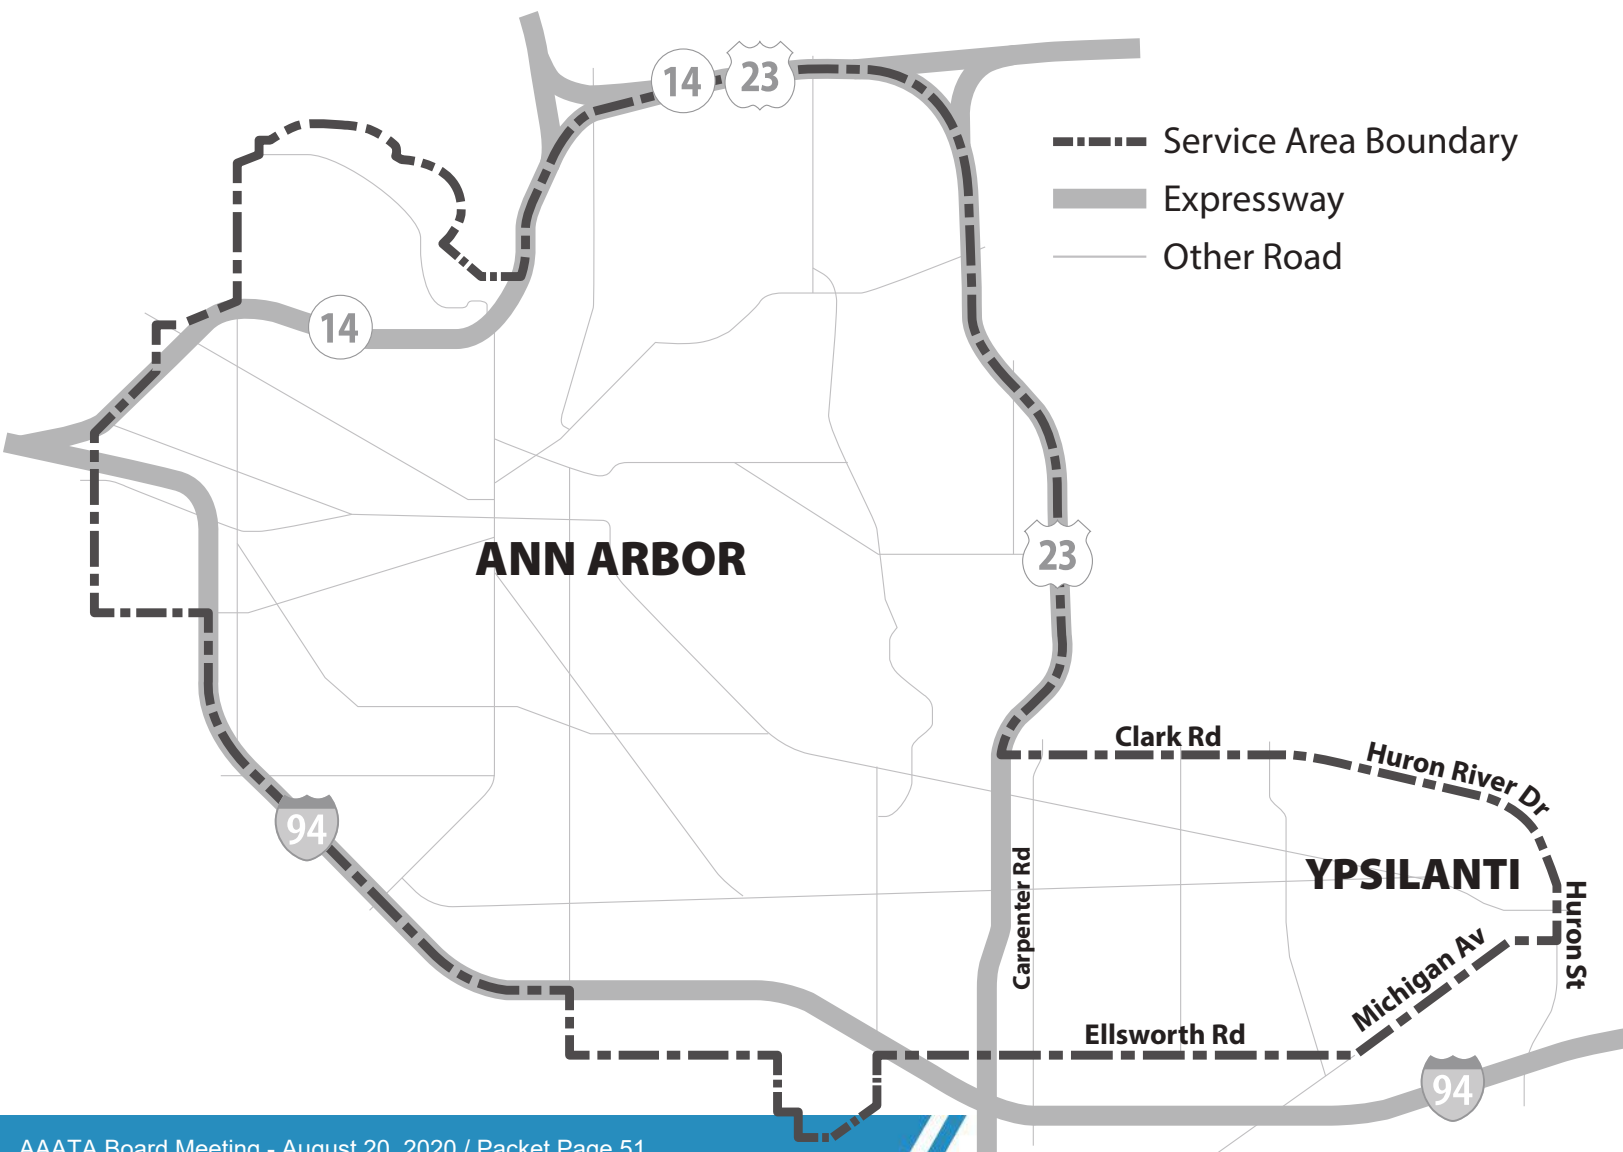 14
23
Service Area Boundary
Expressway
Other Road
14
ANN ARBOR
23
Clark Rd
Huron River Dr
94
YPSILANTI
Carpenter Rd
Huron St
Michigan Av
Ellsworth Rd
94
AAATA Board Meeting - August 20, 2020 / Packet Page 51